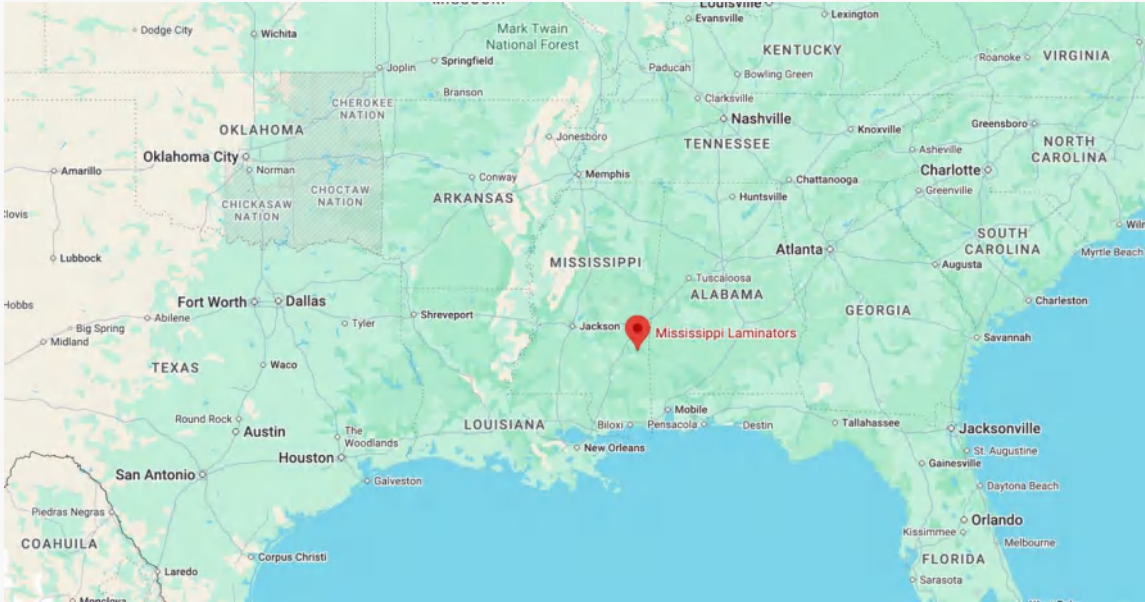 MISSOURI
Louisville
Dodge City
Wichita
Mark Twain
National Forest
Evansville
Lexington
KENTUCKY
Roanoke
VIRGINIA
Joplin
Springfield
Paducah
Bowling Green
Branson
CHEROKEE
NATION
Clarksville
OKLAHOMA
Jonesboro
Nashville
Knoxville
Greensboro
TENNESSEE
NORTH
CAROLINA
Oklahoma City
Asheville
Amarillo
Norman
Conway
Memphis
Chattanooga
Charlotte
CHOCTAW
NATION
ARKANSAS
Huntsville
Greenville
CHICKASAW
NATION
Clovis
SOUTH
CAROLINA
Lubbock
MISSISSIPPI
Atlanta
Myrtle Beach
Tuscaloosa
Augusta
ALABAMA
Fort Worth
Dallas
Hobbs
Abilene
Tyler
Shreveport
Jackson
Mississippi Laminators
GEORGIA
Charleston
Big Spring
Midland
Savannah
TEXAS
Waco
Round Rock
Austin
The
Woodlands
LOUISIANA
Mobile
Biloxi
Pensacola
Destin
Tallahassee
Jacksonville
New Orleans
St. Augustine
Houston
San Antonio
Galveston
Gainesville
Daytona Beach
Piedras Negras
Orlando
Kissimmee
Melbourne
COAHUILA
Corpus Christi
FLORIDA
Laredo
Sarasota
Monclova